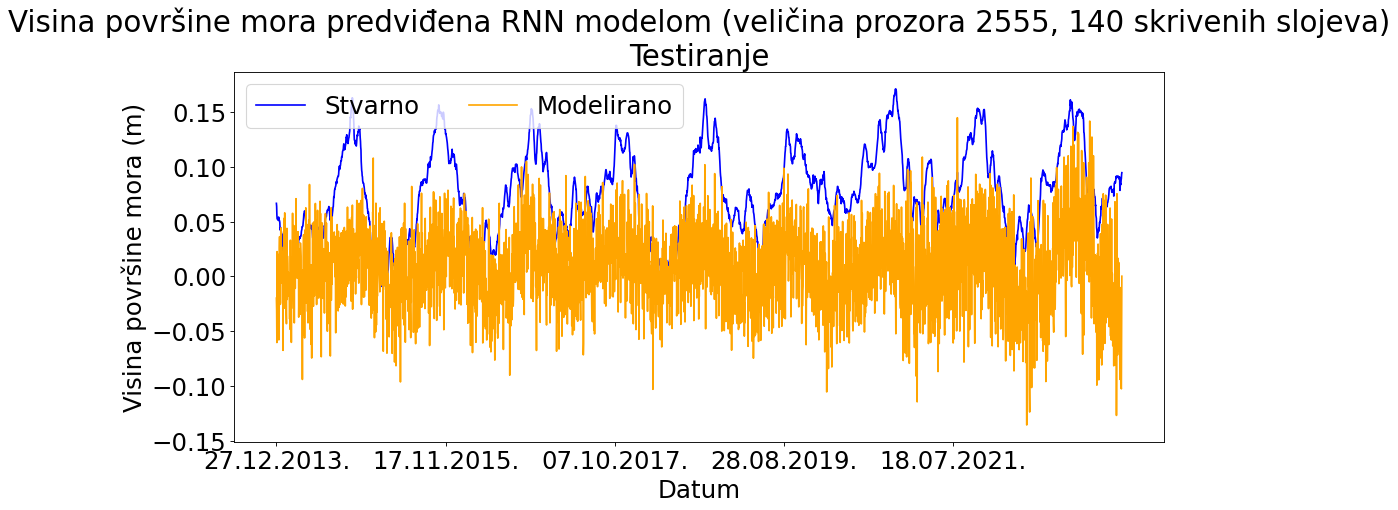 Visina površine mora predviđena RNN modelom (veličina prozora 2555, 140 skrivenih slojeva)
Testiranje
Stvarno Modelirano
Visina površine mora (m)
0.15
0.10
0.05
0.00
−0.05
−0.10
−0.15
27.12.2013. 17.11.2015. 07.10.2017. 28.08.2019. 18.07.2021.
Datum